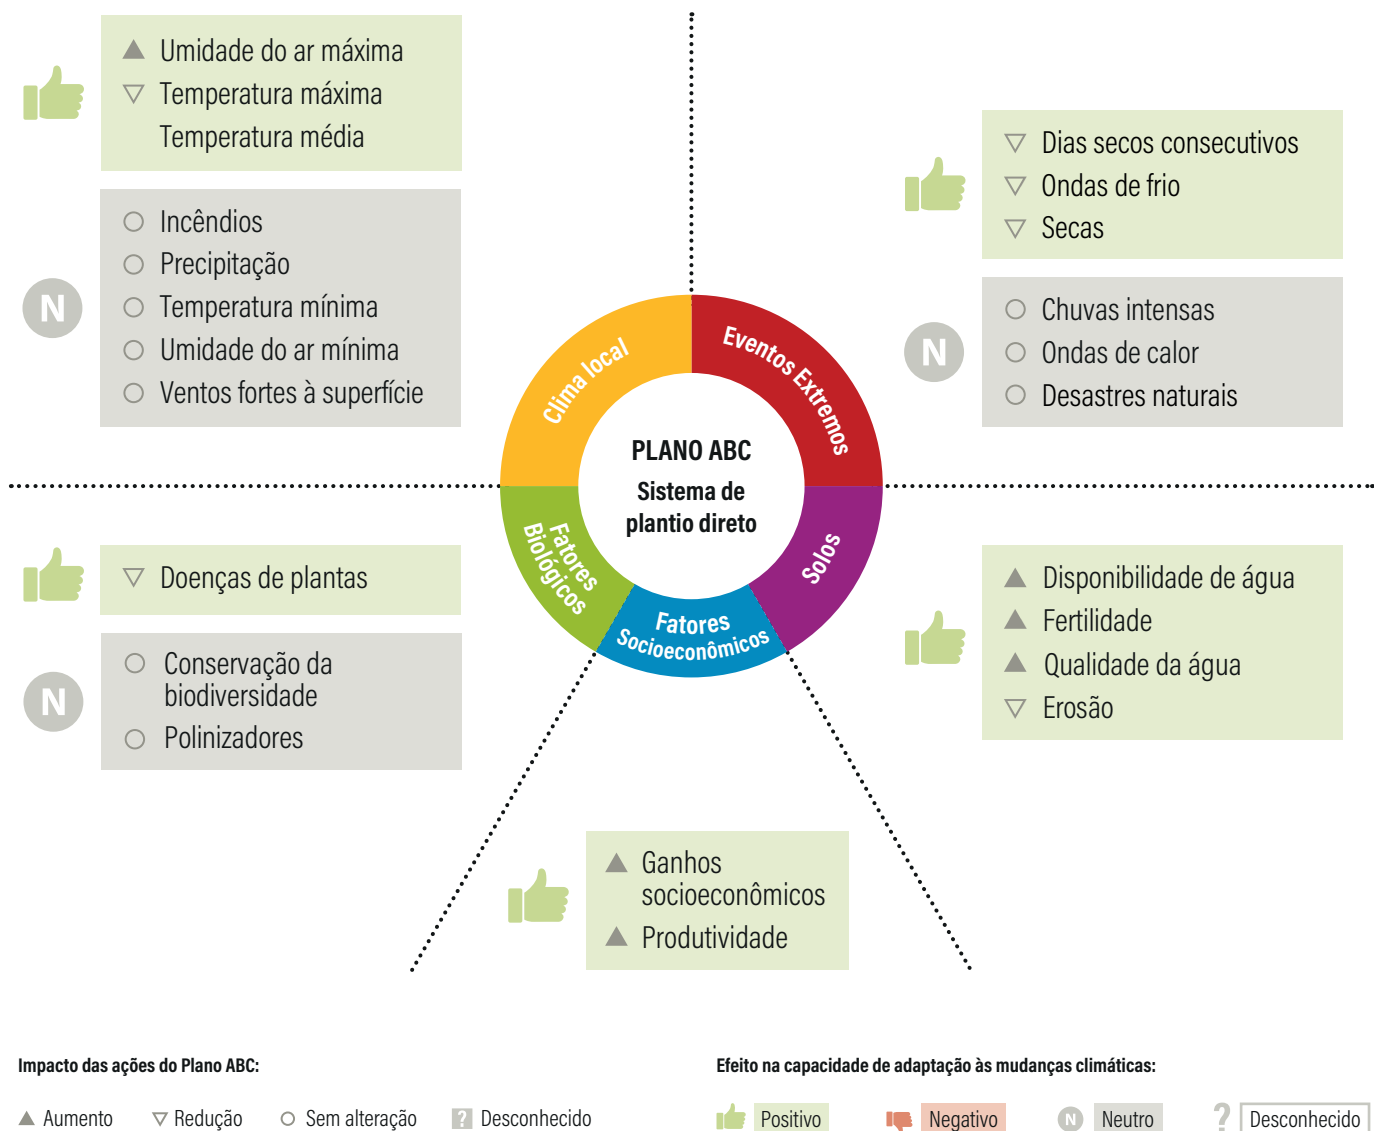 Umidade do ar máxima
Temperatura máxima
Temperatura média
N
Incêndios
Precipitação
Temperatura mínima
Umidade do ar mínima
Ventos fortes à superfície
Dias secos consecutivos
Ondas de frio
Secas
N
Chuvas intensas
Ondas de calor
Desastres naturais
Clima local
Eventos Extremos
PLANO ABC
Sistema de
plantio direto
Fatores
Biológicos
Fatores
Socioeconômicos
Solos
Doenças de plantas
N
Conservação da
biodiversidade
Polinizadores
Disponibilidade de água
Fertilidade
Qualidade da água
Erosão
Ganhos
socioeconômicos
Produtividade
Impacto das ações do Plano ABC:
Aumento
Redução
Sem alteração
? Desconhecido
Efeito na capacidade de adaptação às mudanças climáticas:
Positivo
Negativo
N Neutro
? Desconhecido